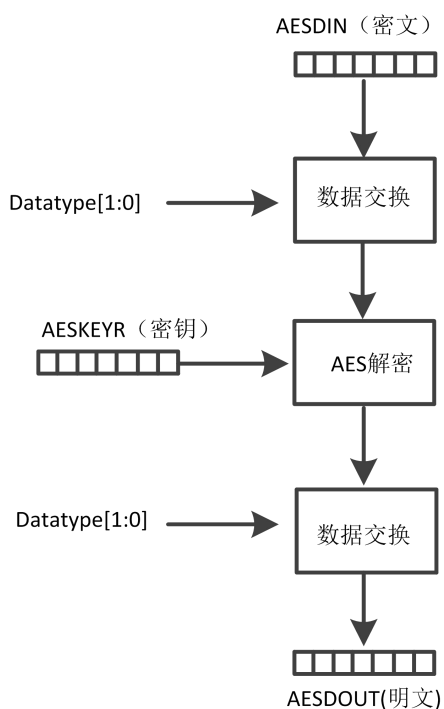 AESDIN（密文）
数据交换
Datatype[1:0]
AESKEYR（密钥）
AES解密
Datatype[1:0]
数据交换
AESDOUT(明文)